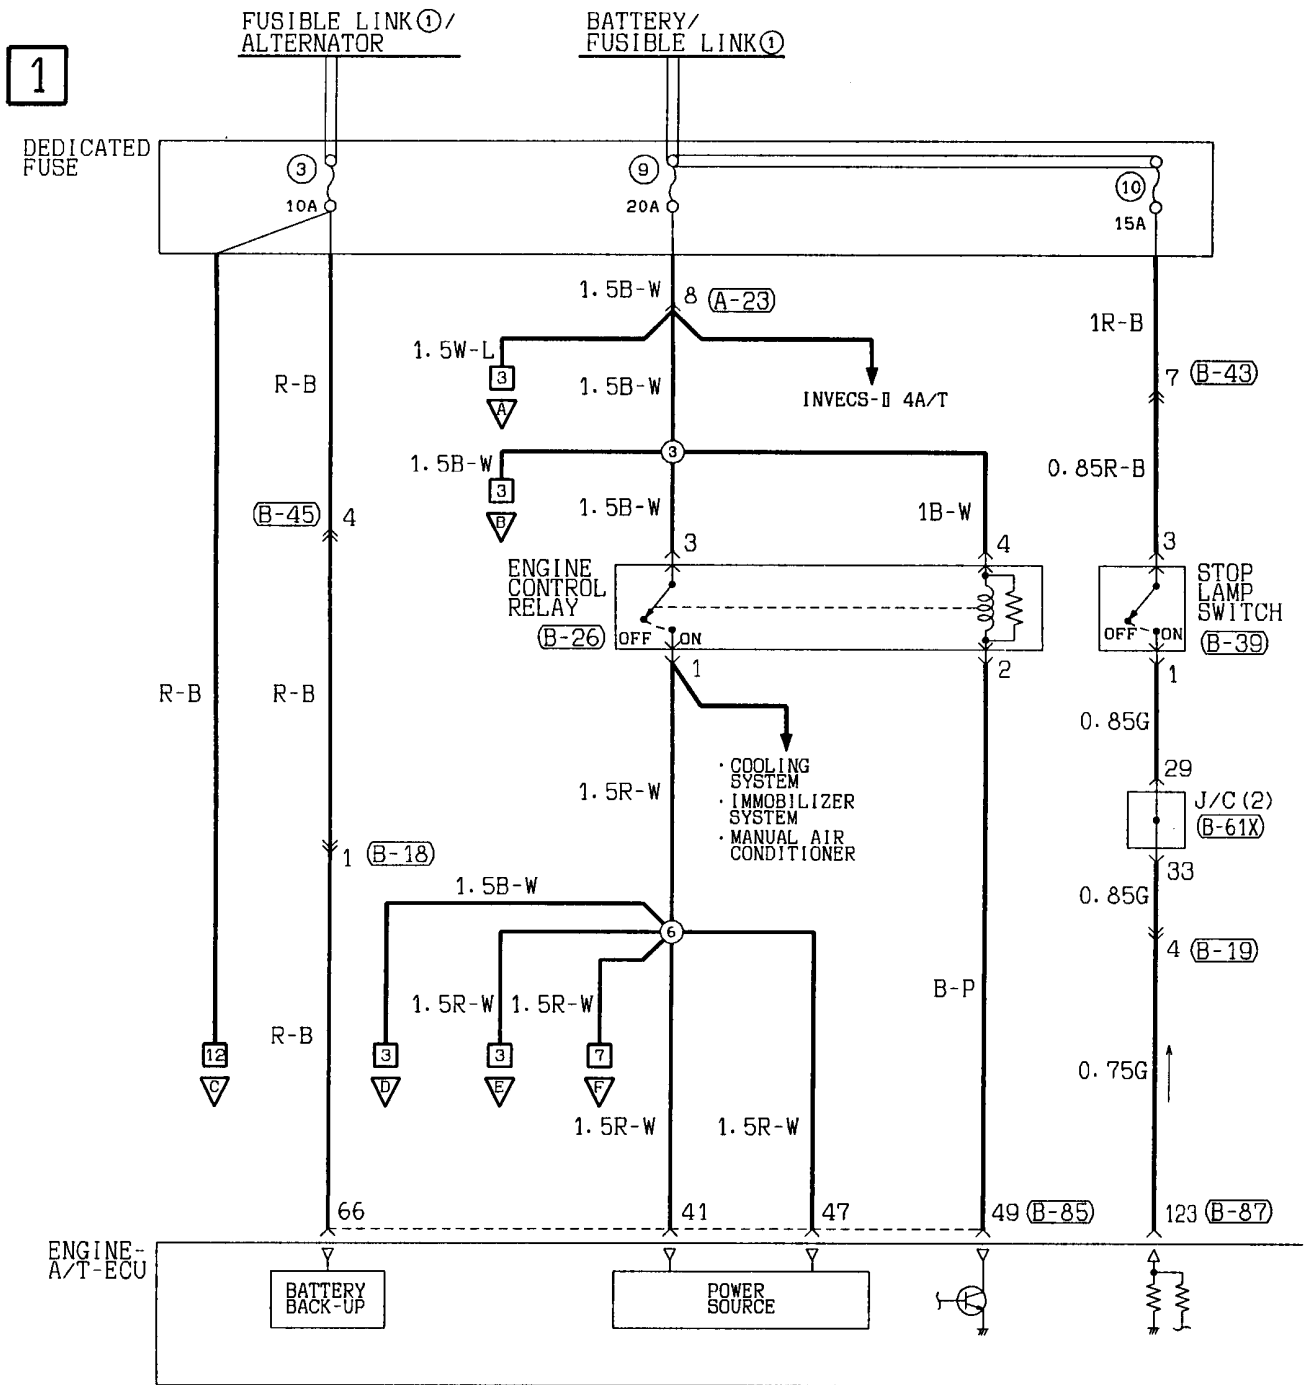 FUSIBLE LINK①/
ALTERNATOR
BATTERY/
FUSIBLE LINK①
1
DEDICATED
FUSE
3
10A
9
20A
10
15A
1.5B-W
8
A-23
1.5W-L
3
A
R-B
1.5B-W
INVECS-Ⅱ 4A/T
1R-B
7
B-43
3
1.5B-W
3
B
1.5B-W
1B-W
0.85R-B
B-45
4
ENGINE
CONTROL
RELAY
B-26
3
4
OFF
ON
1
2
3
STOP
LAMP
SWITCH
B-39
OFF
ON
1
R-B
R-B
1.5R-W
・COOLING
SYSTEM
・IMMOBILIZER
SYSTEM
・MANUAL AIR
CONDITIONER
0.85G
29
J/C(2)
B-61X
33
0.85G
4
B-19
1
B-18
1.5B-W
6
1.5R-W
1.5R-W
B-P
R-B
12
C
3
D
3
E
7
F
0.75G
1.5R-W
1.5R-W
66
41
47
49
B-85
123
B-87
ENGINE-
A/T-ECU
BATTERY
BACK-UP
POWER
SOURCE